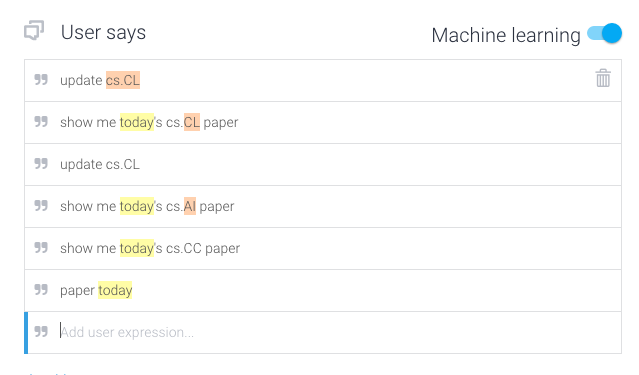 User says
Machine learning
update cs.CL
show me today's cs.CL paper
update cs.CL
show me today's cs.AI paper
show me today's cs.CC paper
paper today
Add user expression...